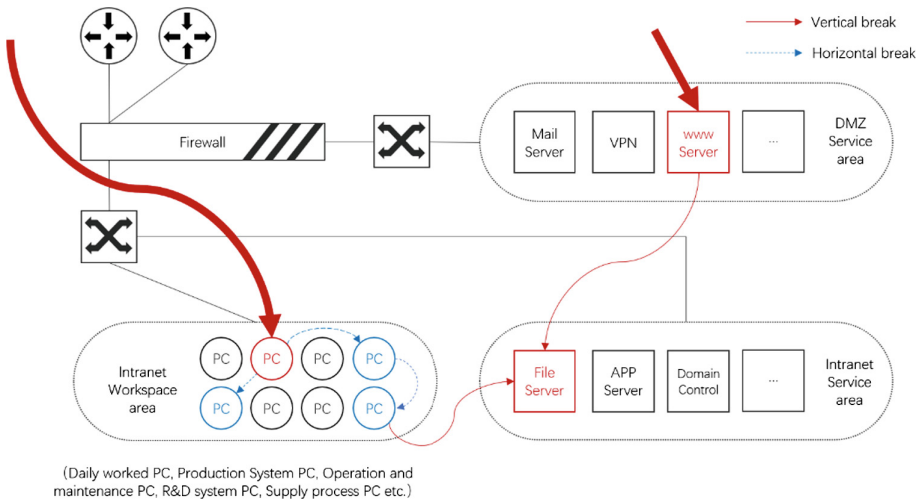 Vertical break
Horizontal break
Firewall
Mail
Server
VPN
www
Server
...
DMZ
Service
area
Intranet
Workspace
area
PC
PC
PC
PC
PC
PC
PC
PC
File
Server
APP
Server
Domain
Control
...
Intranet
Service
area
(Daily worked PC, Production System PC, Operation and
maintenance PC, R&D system PC, Supply process PC etc.)